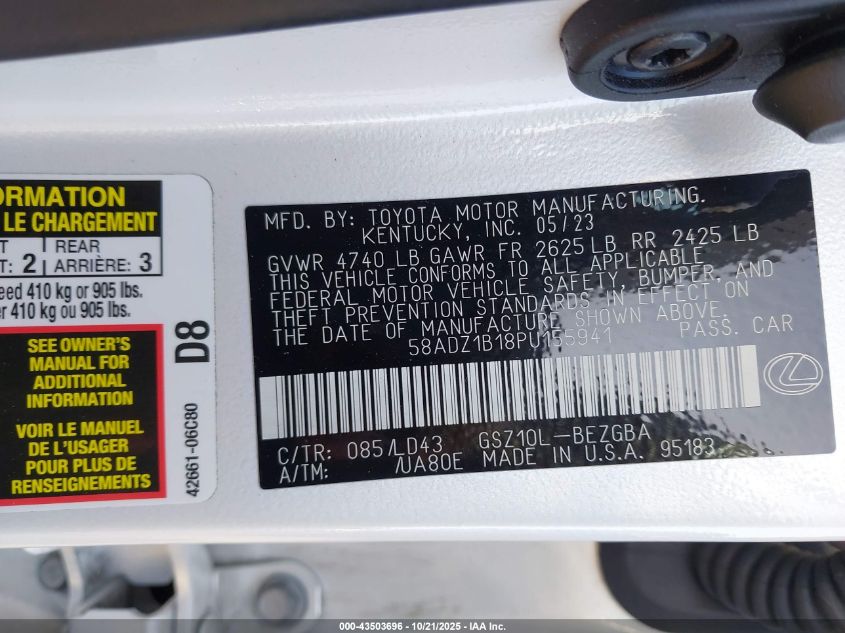 ORMATION
LE CHARGEMENT
T REAR
T: 2 ARRIÈRE: 3
eed 410 kg or 905 lbs.
er 410 kg ou 905 lbs.
SEE OWNER'S
MANUAL FOR
ADDITIONAL
INFORMATION
VOIR LE MANUEL
DE L'USAGER
POUR PLUS DE
RENSEIGNEMENTS
D8
42661-06C80
MFD. BY: TOYOTA MOTOR MANUFACTURING.
KENTUCKY, INC. 05/23
GVWR 4740 LB GAWR FR 2625 LB RR 2425 LB
THIS VEHICLE CONFORMS TO ALL APPLICABLE
FEDERAL MOTOR VEHICLE SAFETY, BUMPER, AND
THEFT PREVENTION STANDARDS IN EFFECT ON
THE DATE OF MANUFACTURE SHOWN ABOVE.
58ADZ1B18PU155941 PASS. CAR
C/TR: 085/LD43 GSZ10L-BEZGBA
A/TM: /UA80E MADE IN U.S.A. 95183
000-43503696 - 10/21/2025 - IAA Inc.